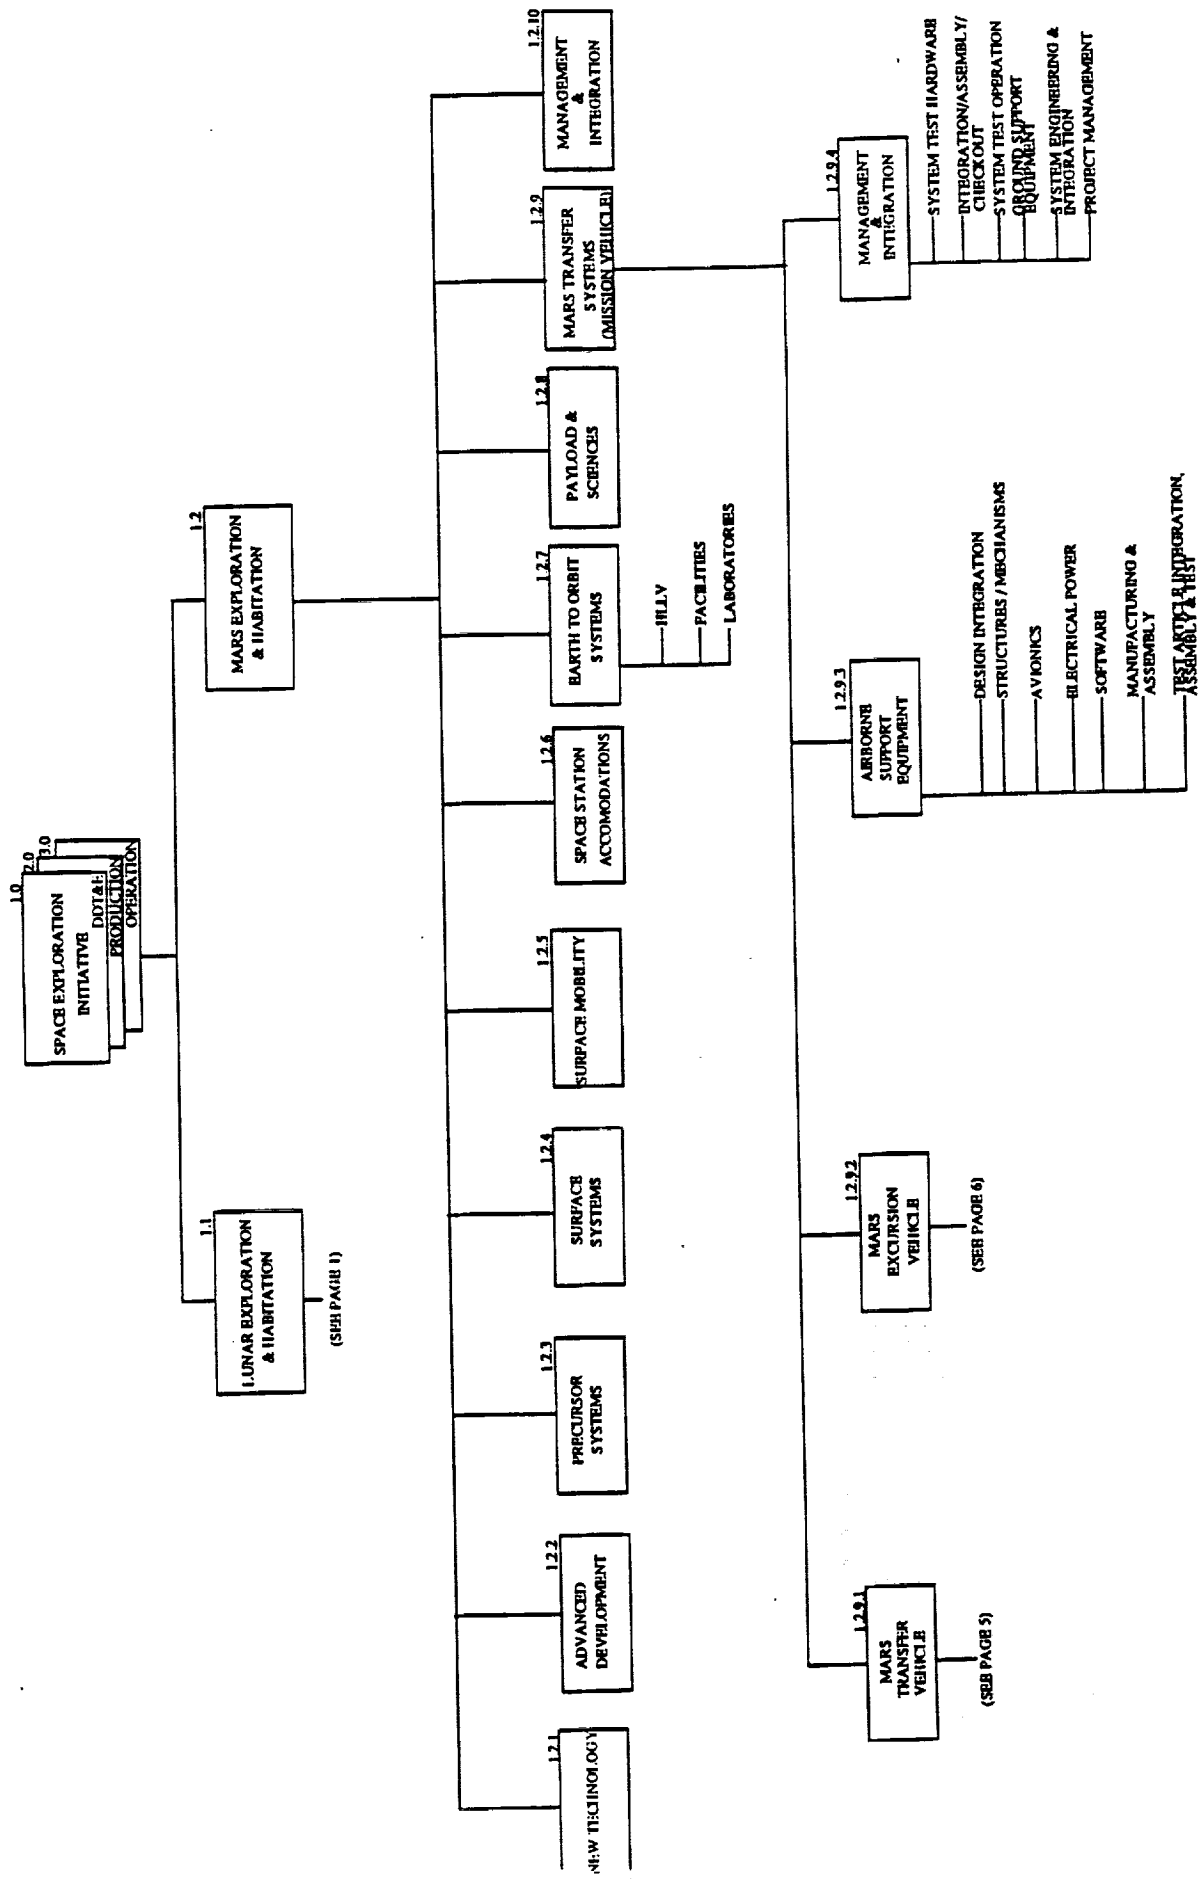 1.0
SPACE EXPLORATION
INITIATIVE
DDT&E
2.0
PRODUCTION
3.0
OPERATION
1.1
LUNAR EXPLORATION
& HABITATION
(SEE PAGE 1)
1.2
MARS EXPLORATION
& HABITATION
1.2.1
NEW TECHNOLOGY
1.2.2
ADVANCED
DEVELOPMENT
1.2.3
PRECURSOR
SYSTEMS
1.2.4
SURFACE
SYSTEMS
1.2.5
SURFACE MOBILITY
1.2.6
SPACE STATION
ACCOMODATIONS
1.2.7
EARTH TO ORBIT
SYSTEMS
HLLV
FACILITIES
LABORATORIES
1.2.8
PAYLOAD &
SCIENCES
1.2.9
MARS TRANSFER
SYSTEMS
(MISSION VEHICLE)
1.2.10
MANAGEMENT
&
INTEGRATION
1.2.9.1
MARS
TRANSFER
VEHICLE
(SEE PAGE 5)
1.2.9.2
MARS
EXCURSION
VEHICLE
(SEE PAGE 6)
1.2.9.3
AIRBORNE
SUPPORT
EQUIPMENT
DESIGN INTEGRATION
STRUCTURES / MECHANISMS
AVIONICS
ELECTRICAL POWER
SOFTWARE
MANUFACTURING &
ASSEMBLY
TEST ARTICLE INTEGRATION,
ASSEMBLY & TEST
1.2.9.4
MANAGEMENT
&
INTEGRATION
SYSTEM TEST HARDWARE
INTEGRATION/ASSEMBLY/
CHECKOUT
SYSTEM TEST OPERATION
GROUND SUPPORT
EQUIPMENT
SYSTEM ENGINEERING &
INTEGRATION
PROJECT MANAGEMENT